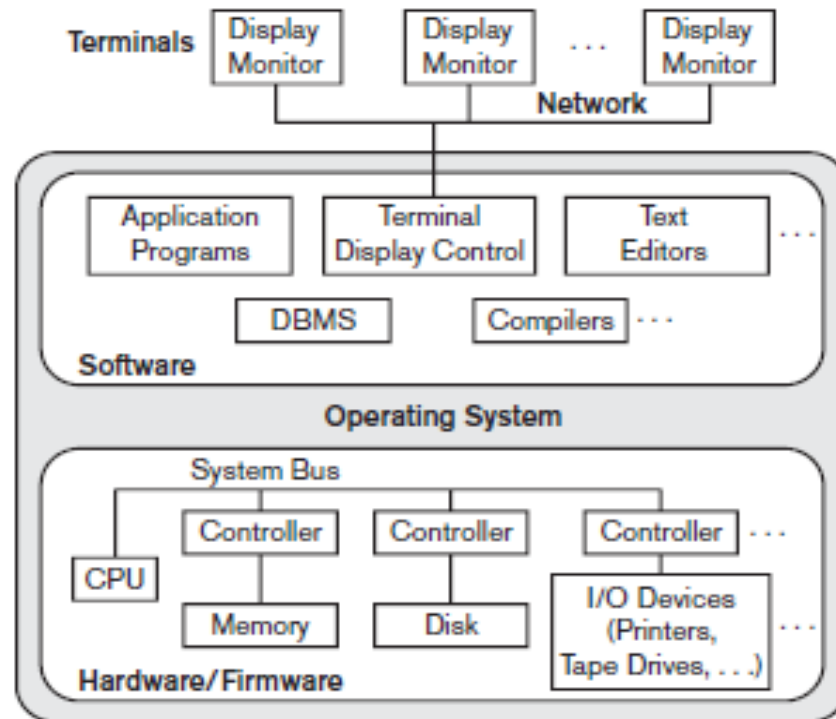 Terminals
Display
Monitor
Display
Monitor
. . .
Display
Monitor
Network
Application
Programs
Terminal
Display Control
Text
Editors
. . .
DBMS
Compilers
. . .
Software
Operating System
System Bus
Controller
Controller
Controller
. . .
CPU
Memory
Disk
I/O Devices
(Printers,
Tape Drives, . . .)
. . .
Hardware/Firmware